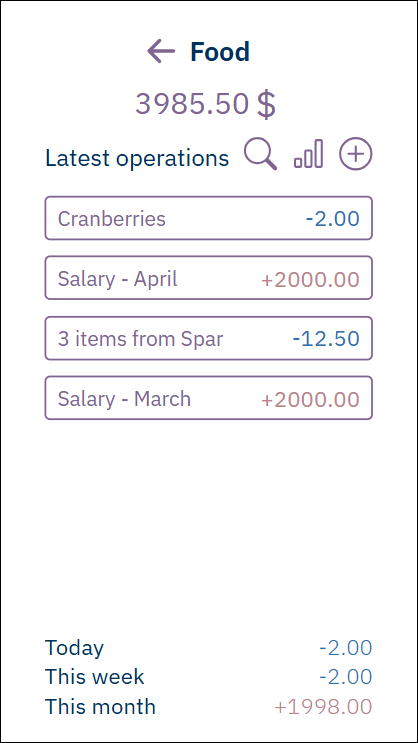 Food
3985.50 $
Latest operations
Cranberries -2.00
Salary - April +2000.00
3 items from Spar -12.50
Salary - March +2000.00
Today -2.00
This week -2.00
This month +1998.00